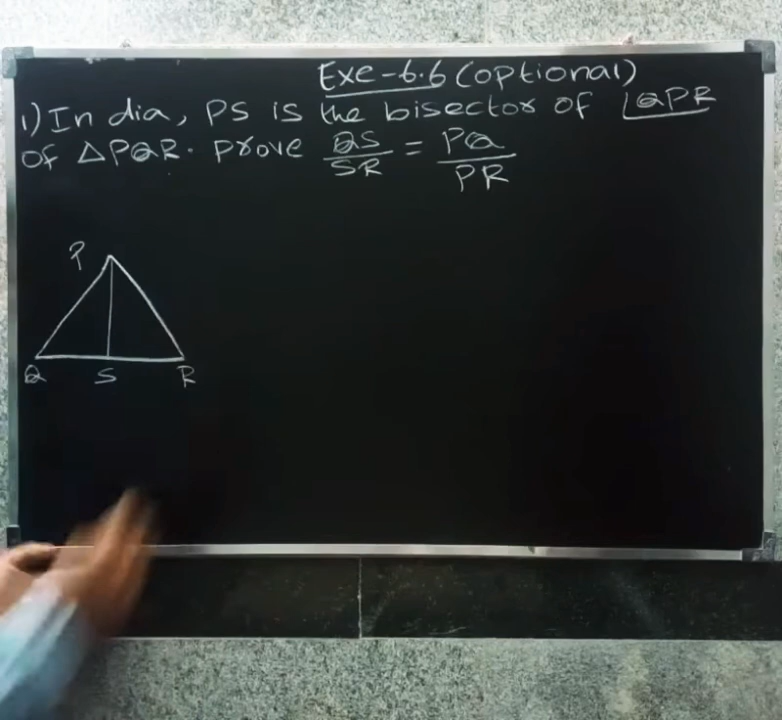 Exe-6.6 (optional)
1) In dia, PS is the bisector of ∠QPR
of △PQR. prove QS/SR = PQ/PR
P
Q S R